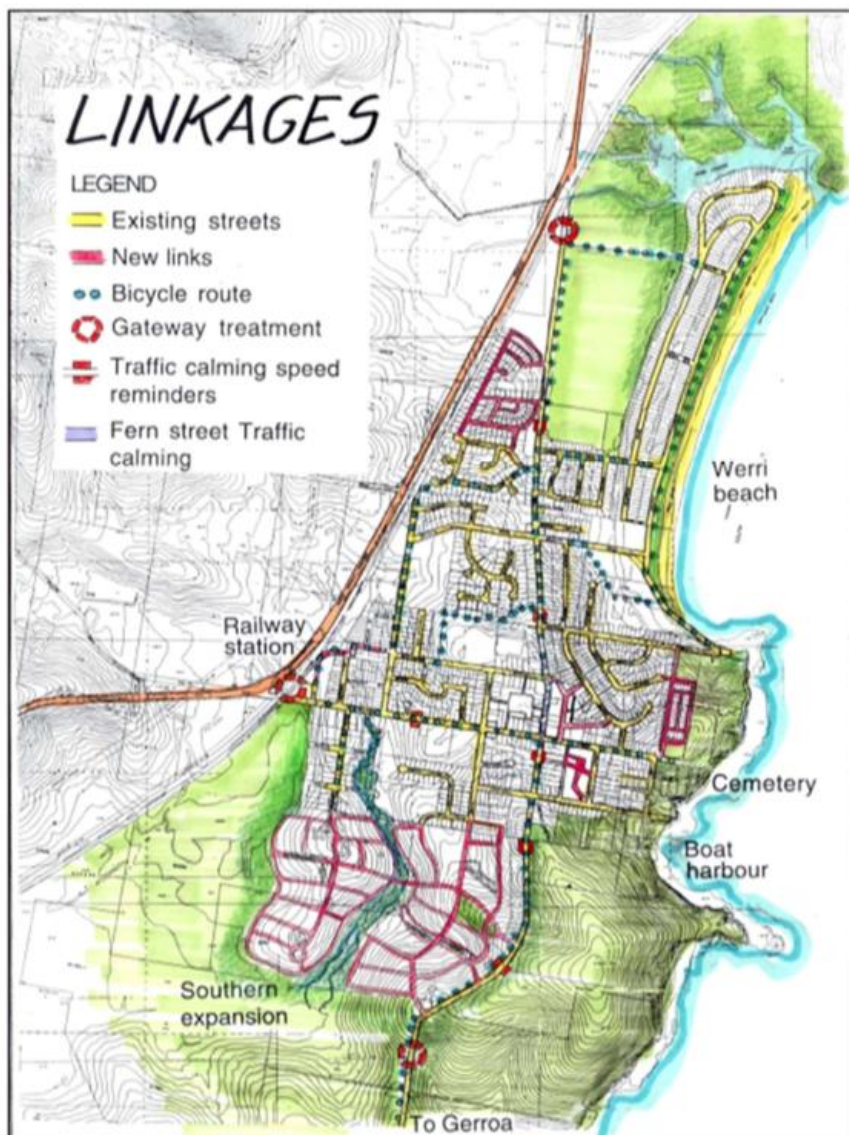 LINKAGES
LEGEND
Existing streets
New links
Bicycle route
Gateway treatment
Traffic calming speed
reminders
Fern street Traffic
calming
Werri
beach
Railway
station
Cemetery
Boat
harbour
Southern
expansion
To Gerroa